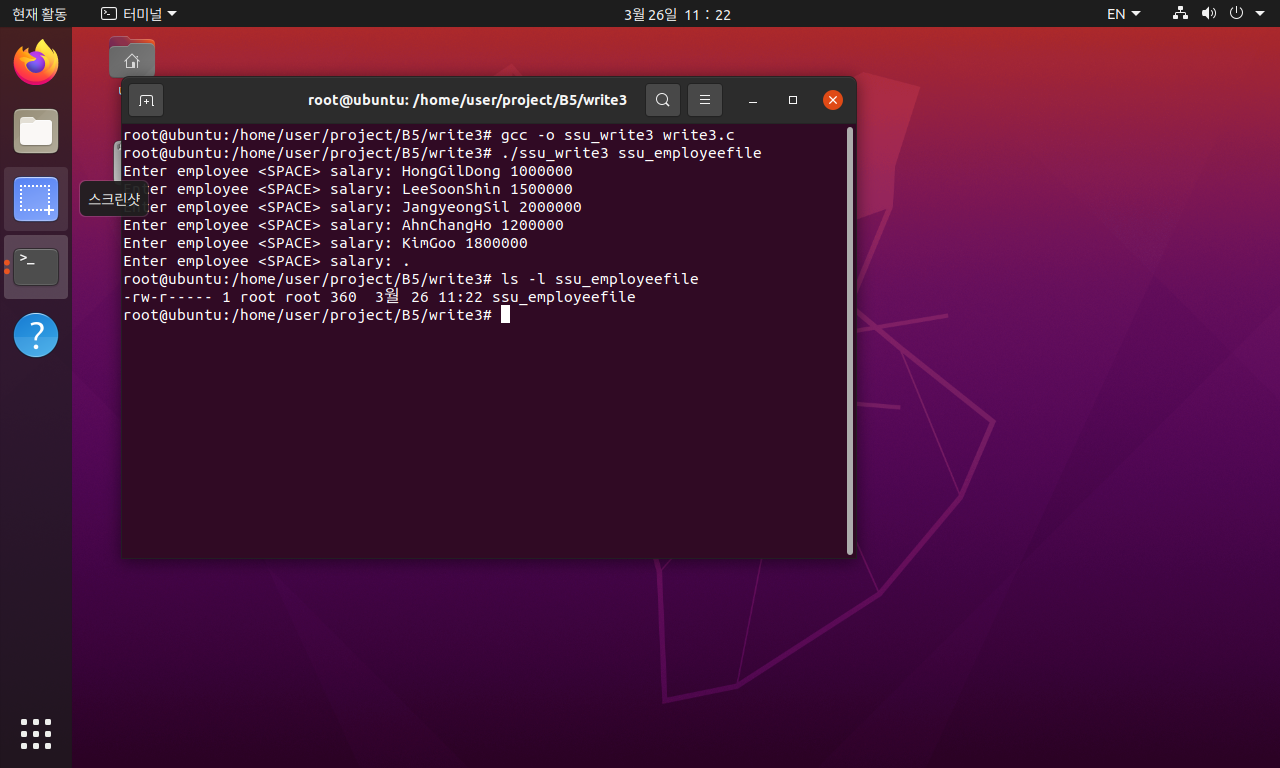 현재 활동
터미널
3월 26일 11 : 22
EN
root@ubuntu: /home/user/project/B5/write3
root@ubuntu:/home/user/project/B5/write3# gcc -o ssu_write3 write3.c
root@ubuntu:/home/user/project/B5/write3# ./ssu_write3 ssu_employeefile
Enter employee <SPACE> salary: HongGilDong 1000000
Enter employee <SPACE> salary: LeeSoonShin 1500000
스크린샷
Enter employee <SPACE> salary: JangyeongSil 2000000
Enter employee <SPACE> salary: AhnChangHo 1200000
Enter employee <SPACE> salary: KimGoo 1800000
Enter employee <SPACE> salary: .
root@ubuntu:/home/user/project/B5/write3# ls -l ssu_employeefile
-rw-r----- 1 root root 360  3월 26 11:22 ssu_employeefile
root@ubuntu:/home/user/project/B5/write3#